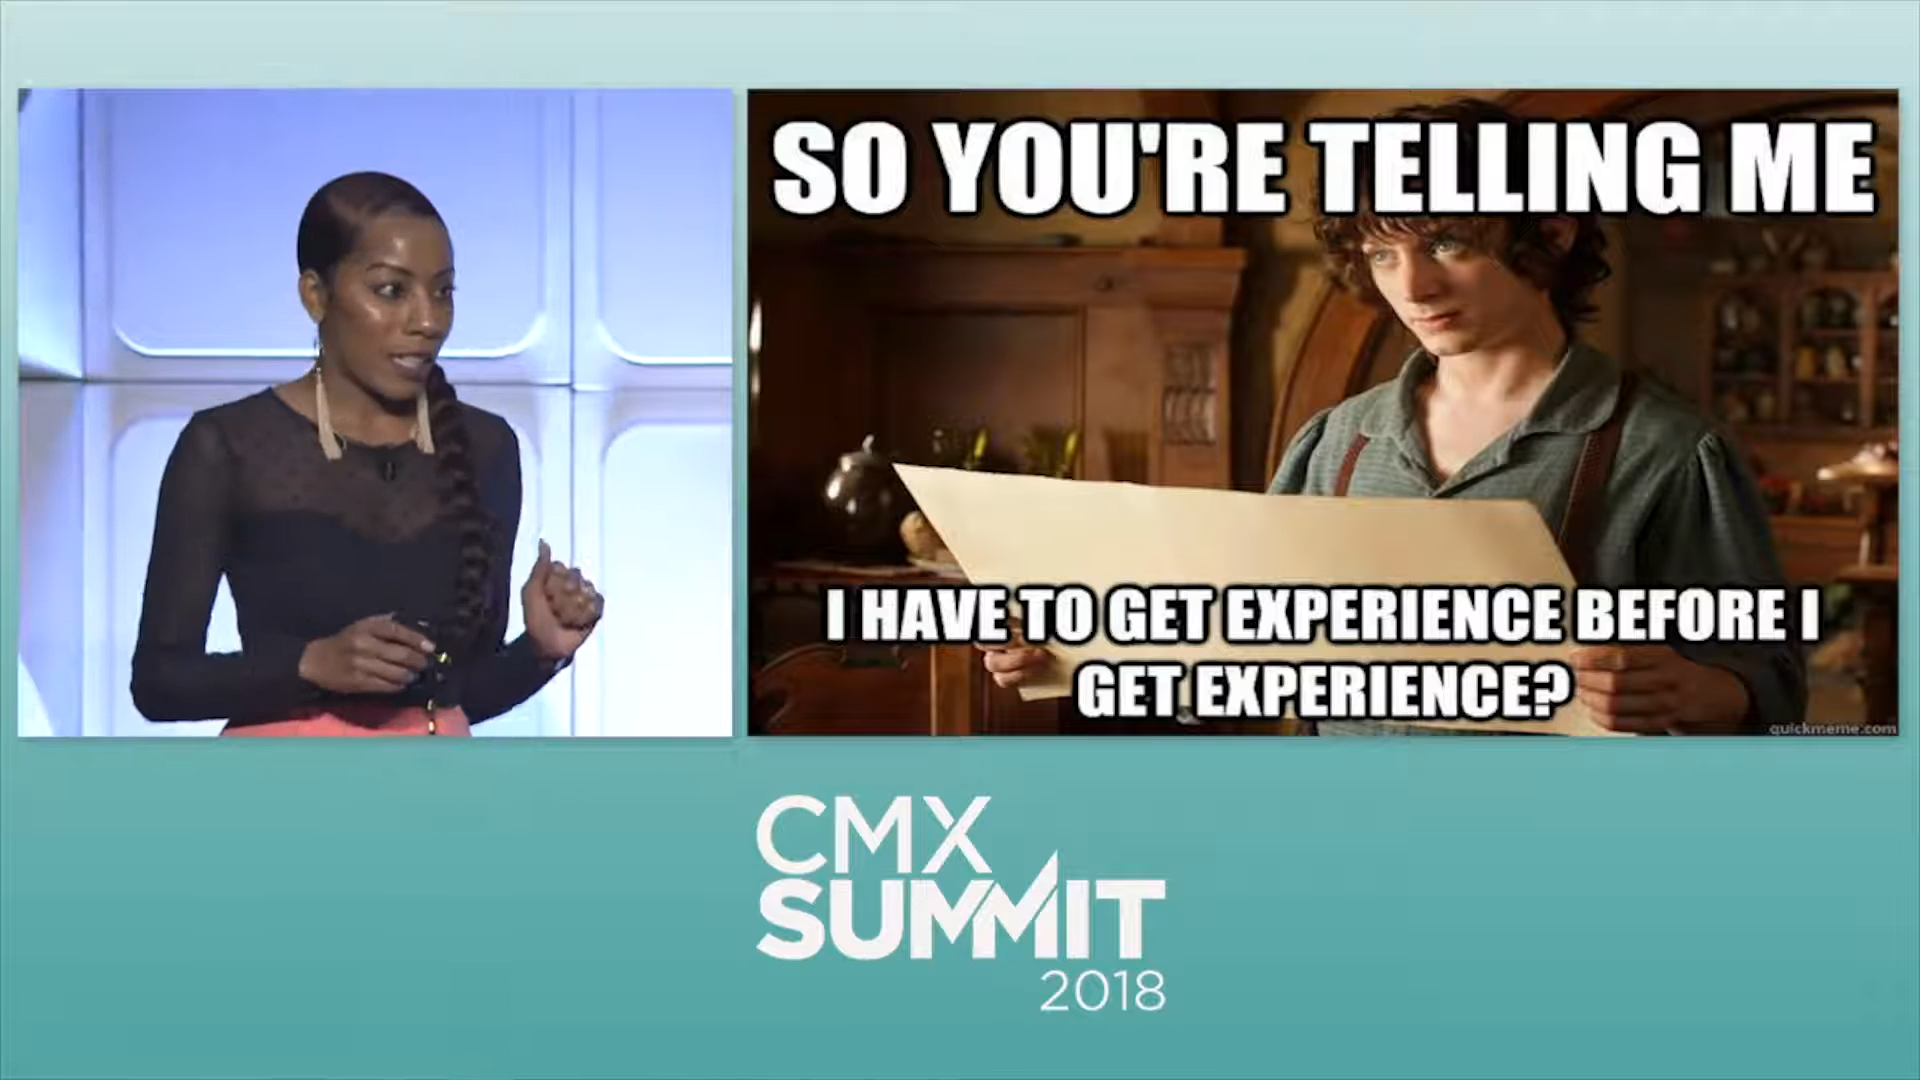 SO YOU'RE TELLING ME
I HAVE TO GET EXPERIENCE BEFORE I
GET EXPERIENCE?
quickmeme.com
CMX
SUMMIT
2018